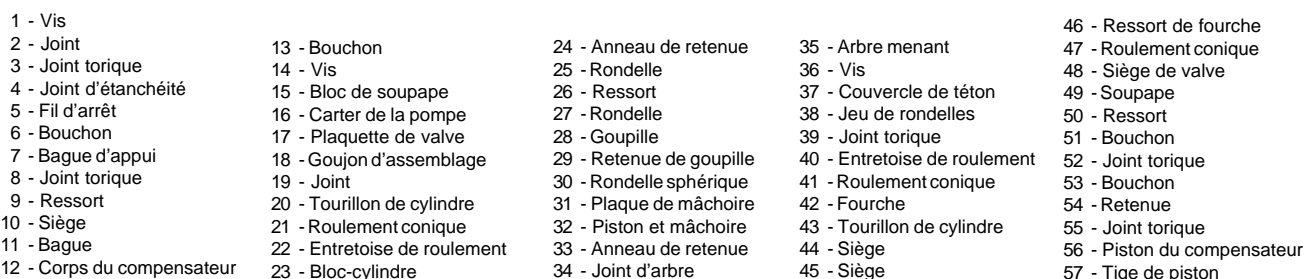 1 - Vis
2 - Joint
3 - Joint torique
4 - Joint d'étanchéité
5 - Fil d'arrêt
6 - Bouchon
7 - Bague d'appui
8 - Joint torique
9 - Ressort
10 - Siège
11 - Bague
12 - Corps du compensateur
13 - Bouchon
14 - Vis
15 - Bloc de soupape
16 - Carter de la pompe
17 - Plaquette de valve
18 - Goujon d'assemblage
19 - Joint
20 - Tourillon de cylindre
21 - Roulement conique
22 - Entretoise de roulement
23 - Bloc-cylindre
24 - Anneau de retenue
25 - Rondelle
26 - Ressort
27 - Rondelle
28 - Goupille
29 - Retenue de goupille
30 - Rondelle sphérique
31 - Plaque de mâchoire
32 - Piston et mâchoire
33 - Anneau de retenue
34 - Joint d'arbre
35 - Arbre menant
36 - Vis
37 - Couvercle de téton
38 - Jeu de rondelles
39 - Joint torique
40 - Entretoise de roulement
41 - Roulement conique
42 - Fourche
43 - Tourillon de cylindre
44 - Siège
45 - Siège
46 - Ressort de fourche
47 - Roulement conique
48 - Siège de valve
49 - Soupape
50 - Ressort
51 - Bouchon
52 - Joint torique
53 - Bouchon
54 - Retenue
55 - Joint torique
56 - Piston du compensateur
57 - Tige de piston